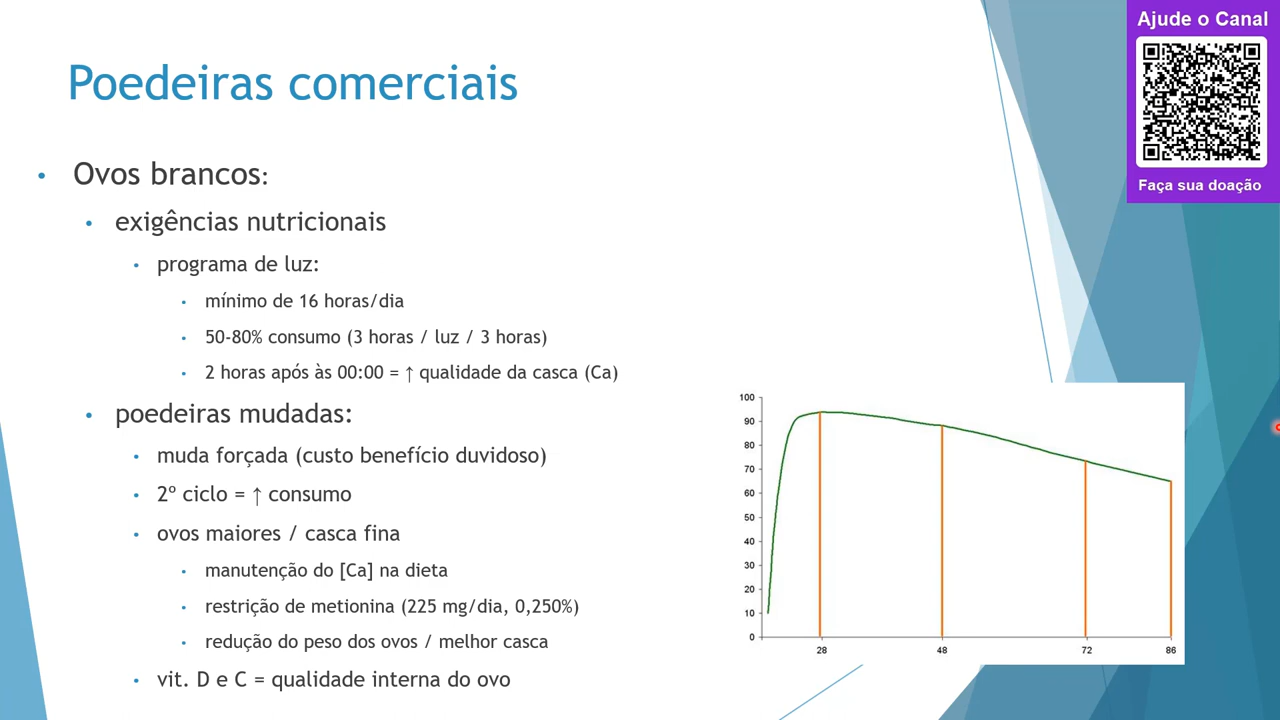 Ajude o Canal
Faça sua doação
Poedeiras comerciais
• Ovos brancos:
• exigências nutricionais
• programa de luz:
• mínimo de 16 horas/dia
• 50-80% consumo (3 horas / luz / 3 horas)
• 2 horas após às 00:00 = ↑ qualidade da casca (Ca)
• poedeiras mudadas:
• muda forçada (custo benefício duvidoso)
• 2º ciclo = ↑ consumo
• ovos maiores / casca fina
• manutenção do [Ca] na dieta
• restrição de metionina (225 mg/dia, 0,250%)
• redução do peso dos ovos / melhor casca
• vit. D e C = qualidade interna do ovo
100
90
80
70
60
50
40
30
20
10
0
28 48 72 86